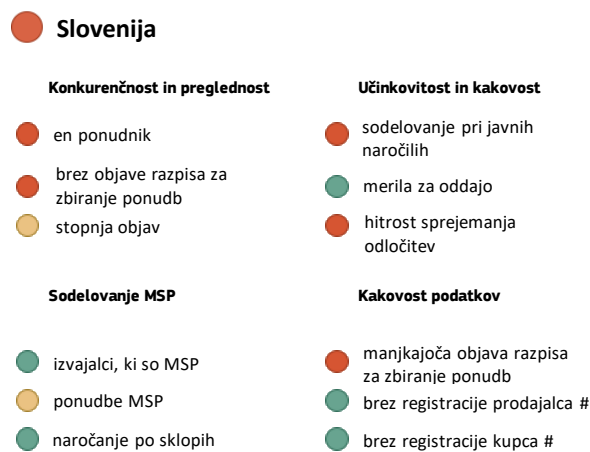 Slovenija
Konkurenčnost in preglednost
en ponudnik
brez objave razpisa za
zbiranje ponudb
stopnja objav
Učinkovitost in kakovost
sodelovanje pri javnih
naročilih
merila za oddajo
hitrost sprejemanja
odločitev
Sodelovanje MSP
izvajalci, ki so MSP
ponudbe MSP
naročanje po sklopih
Kakovost podatkov
manjkajoča objava razpisa
za zbiranje ponudb
brez registracije prodajalca #
brez registracije kupca #